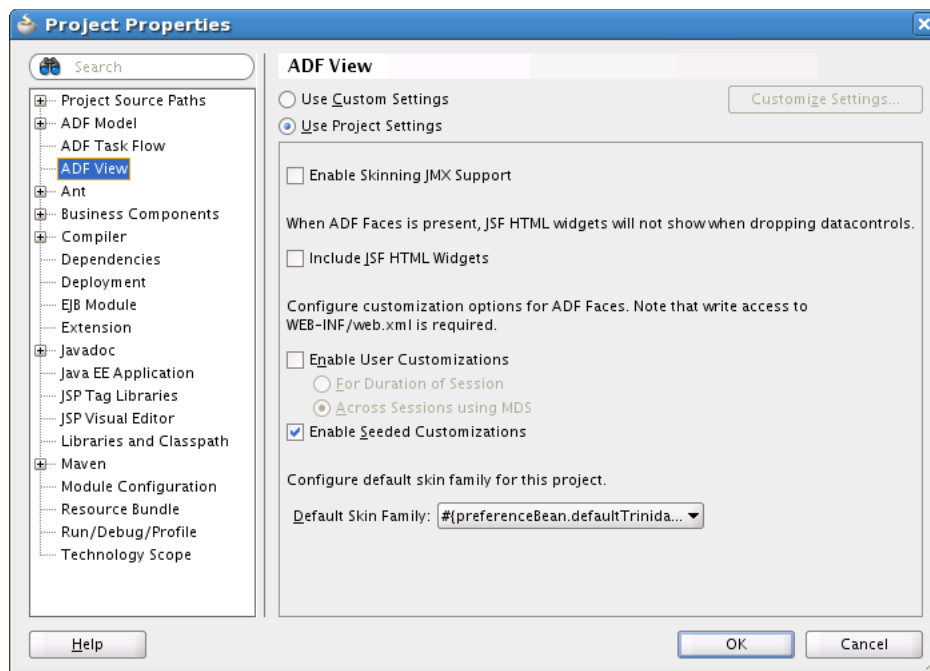 Project Properties
Search
Project Source Paths
ADF Model
ADF Task Flow
ADF View
Ant
Business Components
Compiler
Dependencies
Deployment
EJB Module
Extension
Javadoc
Java EE Application
JSP Tag Libraries
JSP Visual Editor
Libraries and Classpath
Maven
Module Configuration
Resource Bundle
Run/Debug/Profile
Technology Scope
ADF View
Use Custom Settings
Customize Settings...
Use Project Settings
Enable Skinning JMX Support
When ADF Faces is present, JSF HTML widgets will not show when dropping datacontrols.
Include JSF HTML Widgets
Configure customization options for ADF Faces. Note that write access to
WEB-INF/web.xml is required.
Enable User Customizations
For Duration of Session
Across Sessions using MDS
Enable Seeded Customizations
Configure default skin family for this project.
Default Skin Family: #{preferenceBean.defaultTrinida...
Help
OK
Cancel